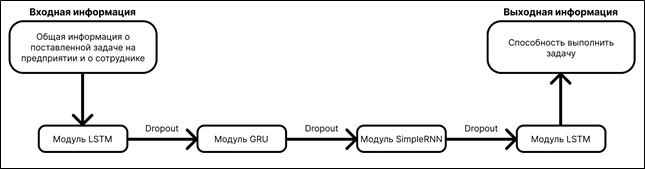 Входная информация
Общая информация о
поставленной задаче на
предприятии и о сотруднике
Выходная информация
Способность выполнить
задачу
Модуль LSTM
Dropout
Модуль GRU
Dropout
Модуль SimpleRNN
Dropout
Модуль LSTM